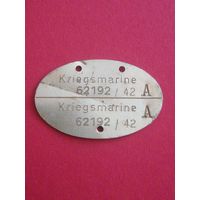 Kriegsmarine
62192 / 42 A
Kriegsmarine
62192 / 42 A